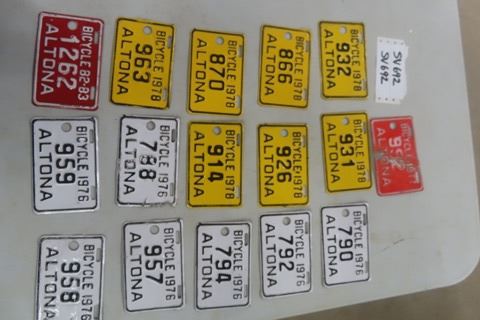 BICYCLE 82-83
1262
ALTONA
BICYCLE 1978
963
ALTONA
BICYCLE 1978
870
ALTONA
BICYCLE 1978
866
ALTONA
BICYCLE 1978
932
ALTONA
SV692
SV692
BICYCLE 1976
959
ALTONA
BICYCLE 1976
ALTONA
BICYCLE 1978
914
ALTONA
BICYCLE 1978
926
ALTONA
BICYCLE 1978
931
ALTONA
ALTONA
BICYCLE 1976
958
ALTONA
BICYCLE 1976
957
ALTONA
BICYCLE 1976
794
ALTONA
BICYCLE 1976
792
ALTONA
BICYCLE 1976
790
ALTONA